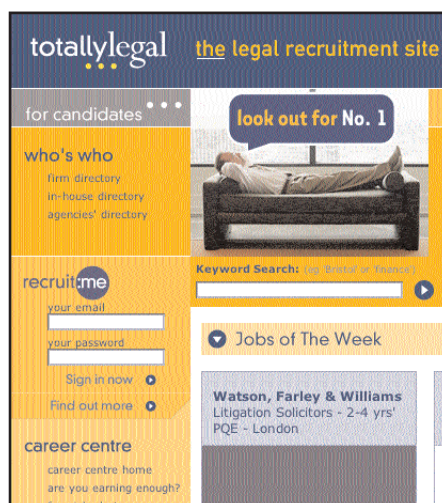 totallylegal
the legal recruitment site
for candidates
look out for No. 1
who's who
firm directory
in-house directory
agencies' directory
Keyword Search: (eg 'Bristol' or 'finance')
recruit:me
your email
your password
Sign in now
Find out more
Jobs of The Week
Watson, Farley & Williams
Litigation Solicitors - 2-4 yrs'
PQE - London
career centre
career centre home
are you earning enough?